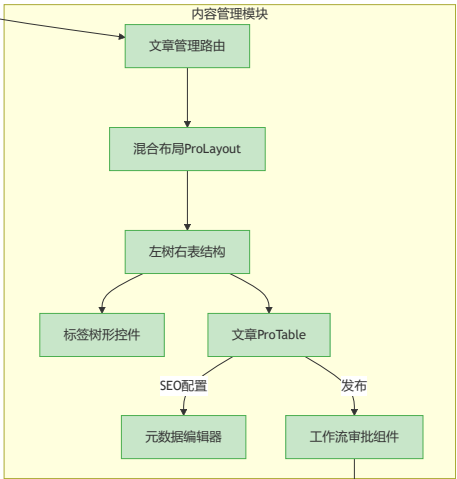 内容管理模块
文章管理路由
混合布局ProLayout
左树右表结构
标签树形控件
文章ProTable
SEO配置
发布
元数据编辑器
工作流审批组件